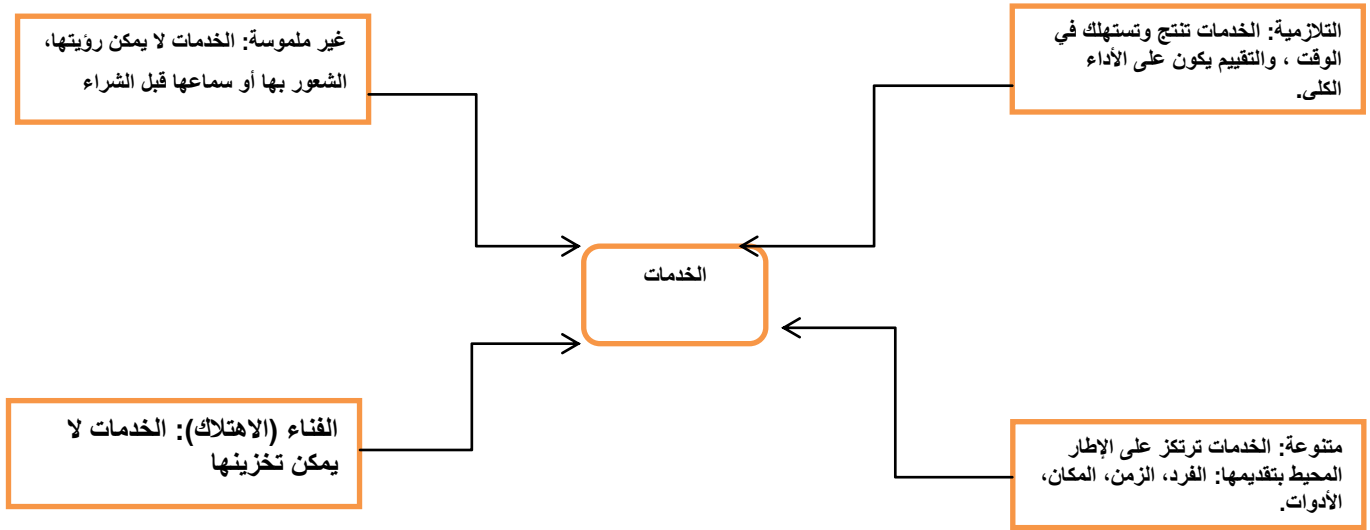 التلازمية: الخدمات تنتج وتستهلك في
الوقت ، والتقييم يكون على الأداء
الكلى.
غير ملموسة: الخدمات لا يمكن رؤيتها،
الشعور بها أو سماعها قبل الشراء
الخدمات
متنوعة: الخدمات ترتكز على الإطار
المحيط بتقديمها: الفرد، الزمن، المكان،
الأدوات.
الفناء (الاهتلاك): الخدمات لا
يمكن تخزينها